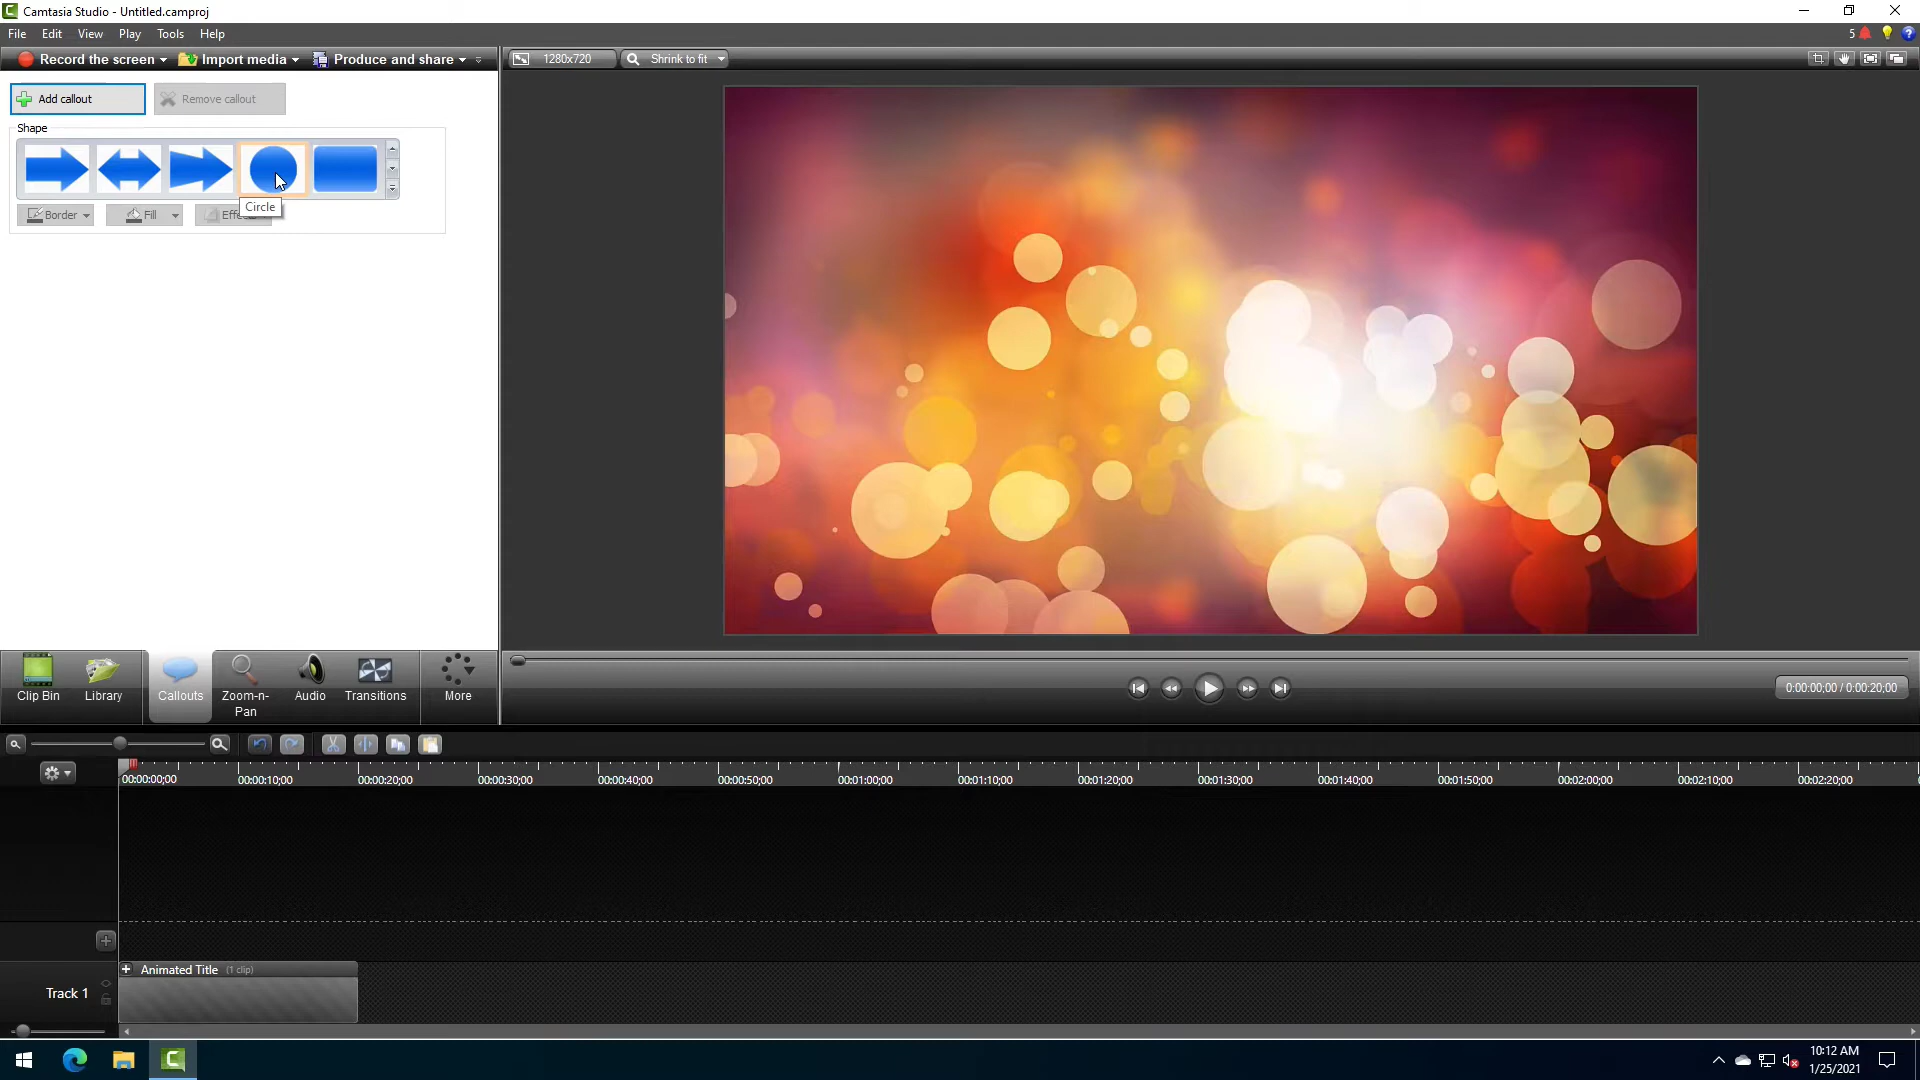 Camtasia Studio - Untitled.camproj
File Edit View Play Tools Help
5
Record the screen Import media Produce and share
1280x720 Shrink to fit
Add callout Remove callout
Shape
Border Fill
Circle
Clip Bin Library Callouts Zoom-n-Pan Audio Transitions More
0:00:00;00 / 0:00:20;00
00:00:00;00 00:00:10;00 00:00:20;00 00:00:30;00 00:00:40;00 00:00:50;00 00:01:00;00 00:01:10;00 00:01:20;00 00:01:30;00 00:01:40;00 00:01:50;00 00:02:00;00 00:02:10;00 00:02:20;00
Animated Title (1 clip)
Track 1
10:12 AM
1/25/2021